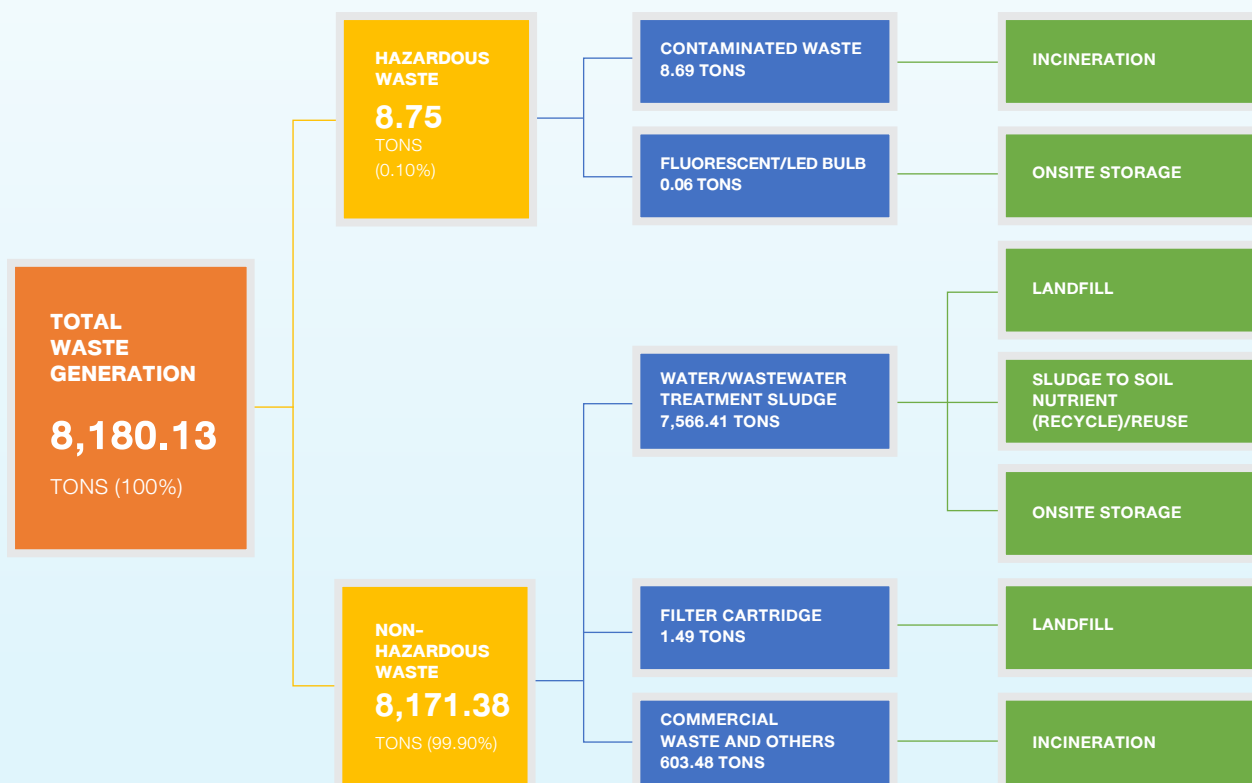 TOTAL
WASTE
GENERATION
8,180.13
TONS (100%)
HAZARDOUS
WASTE
8.75
TONS
(0.10%)
CONTAMINATED WASTE
8.69 TONS
INCINERATION
FLUORESCENT/LED BULB
0.06 TONS
ONSITE STORAGE
NON-
HAZARDOUS
WASTE
8,171.38
TONS (99.90%)
WATER/WASTEWATER
TREATMENT SLUDGE
7,566.41 TONS
LANDFILL
SLUDGE TO SOIL
NUTRIENT
(RECYCLE)/REUSE
ONSITE STORAGE
FILTER CARTRIDGE
1.49 TONS
LANDFILL
COMMERCIAL
WASTE AND OTHERS
603.48 TONS
INCINERATION